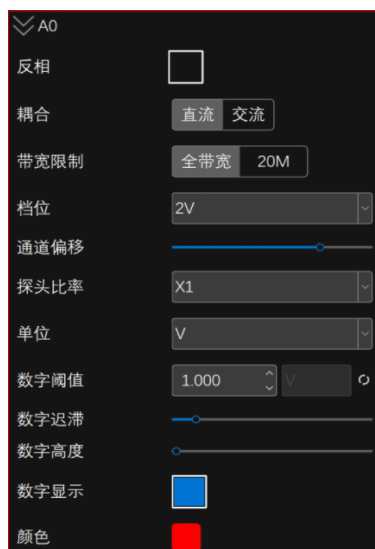 A0
反相
耦合 直流 交流
带宽限制 全带宽 20M
档位 2V
通道偏移
探头比率 X1
单位 V
数字阈值 1.000 V
数字迟滞
数字高度
数字显示
颜色